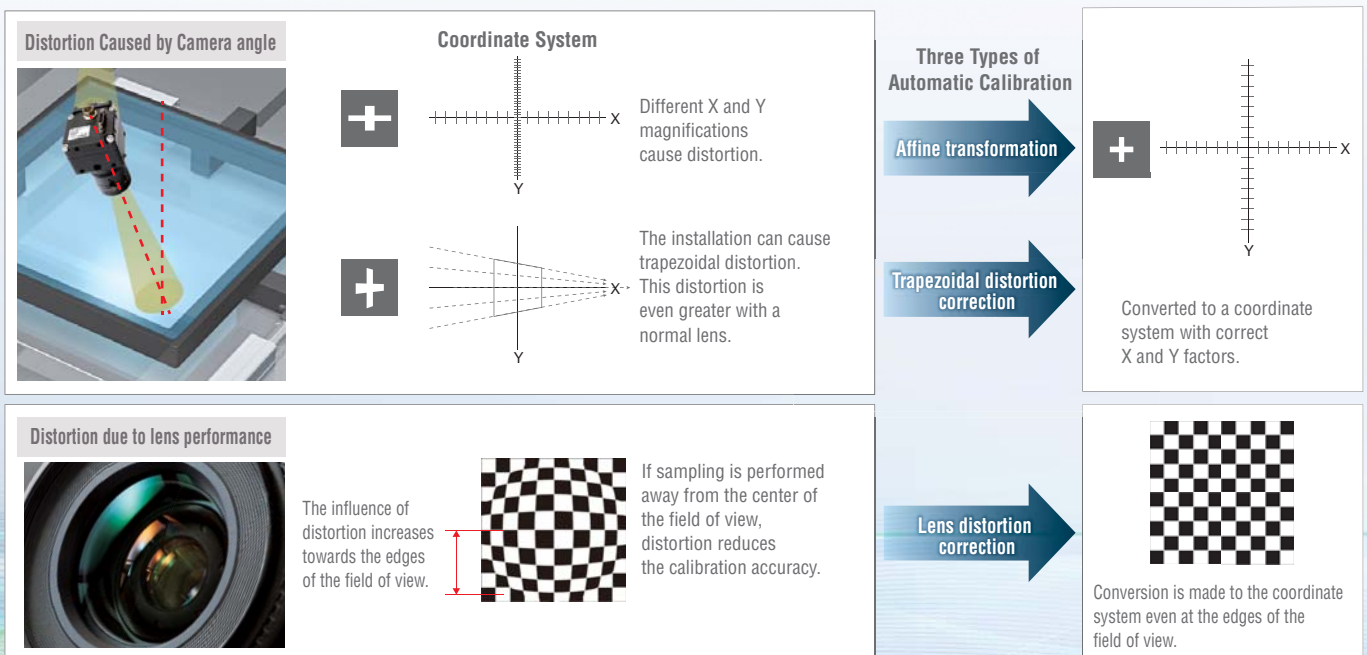 Distortion Caused by Camera angle
Coordinate System
X
Y
Different X and Y
magnifications
cause distortion.
X
Y
The installation can cause
trapezoidal distortion.
This distortion is
even greater with a
normal lens.
Three Types of
Automatic Calibration
Affine transformation
Trapezoidal distortion
correction
X
Y
Converted to a coordinate
system with correct
X and Y factors.
Distortion due to lens performance
The influence of
distortion increases
towards the edges
of the field of view.
If sampling is performed
away from the center of
the field of view,
distortion reduces
the calibration accuracy.
Lens distortion
correction
Conversion is made to the coordinate
system even at the edges of the
field of view.